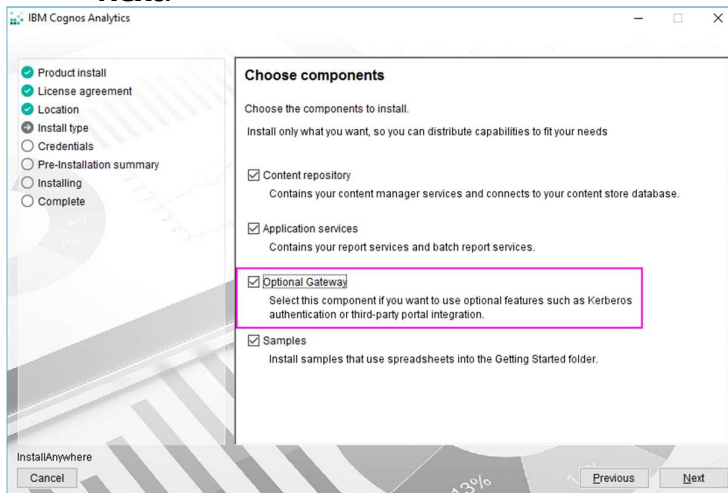 IBM Cognos Analytics
Product install
License agreement
Location
Install type
Credentials
Pre-Installation summary
Installing
Complete
Choose components
Choose the components to install.
Install only what you want, so you can distribute capabilities to fit your needs
Content repository
Contains your content manager services and connects to your content store database.
Application services
Contains your report services and batch report services.
Optional Gateway
Select this component if you want to use optional features such as Kerberos
authentication or third-party portal integration.
Samples
Install samples that use spreadsheets into the Getting Started folder.
InstallAnywhere
Cancel
13%
Previous
Next